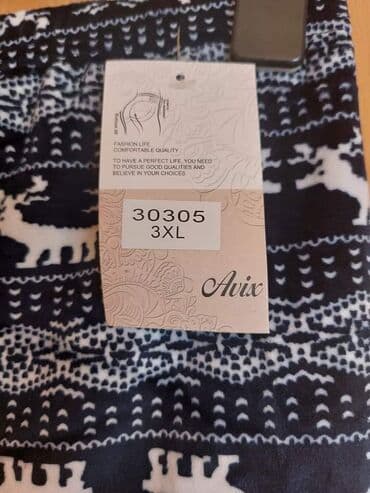 FASHION LIFE
COMFORTABLE QUALITY
TO HAVE A PERFECT LIFE, YOU NEED
TO PURSUE GOOD QUALITIES AND
BELIEVE IN YOUR CHOICES
30305
3XL
Avix